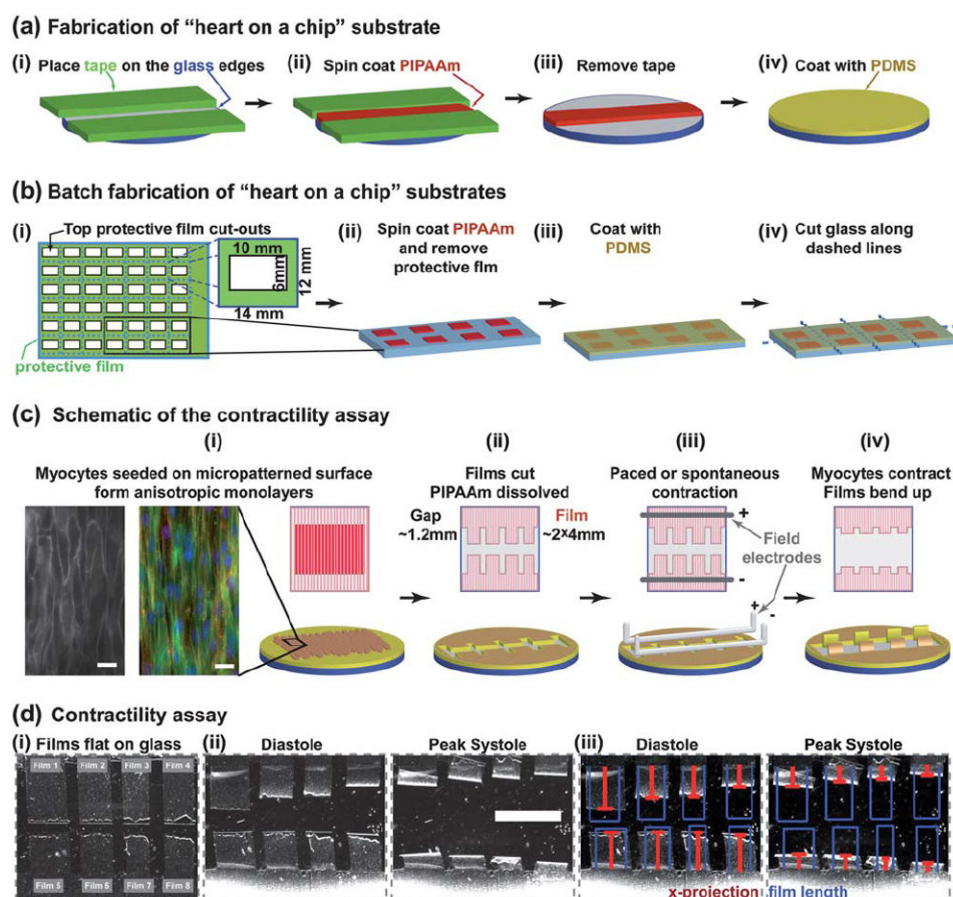 (a) Fabrication of “heart on a chip” substrate
(i) Place tape on the glass edges
(ii) Spin coat PIPAAm
(iii) Remove tape
(iv) Coat with PDMS
(b) Batch fabrication of “heart on a chip” substrates
(i) Top protective film cut-outs
10 mm
6mm
12 mm
14 mm
protective film
(ii) Spin coat PIPAAm
and remove
protective flm
(iii) Coat with
PDMS
(iv) Cut glass along
dashed lines
(c) Schematic of the contractility assay
(i)
Myocytes seeded on micropatterned surface
form anisotropic monolayers
(ii)
Films cut
PIPAAm dissolved
Gap
~1.2mm
Film
~2x4mm
(iii)
Paced or spontaneous
contraction
+
-
Field
electrodes
+
-
(iv)
Myocytes contract
Films bend up
(d) Contractility assay
(i) Films flat on glass
Film 1 Film 2 Film 3 Film 4
Film 5 Film 6 Film 7 Film 8
(ii) Diastole
Peak Systole
(iii) Diastole
Peak Systole
x-projection film length